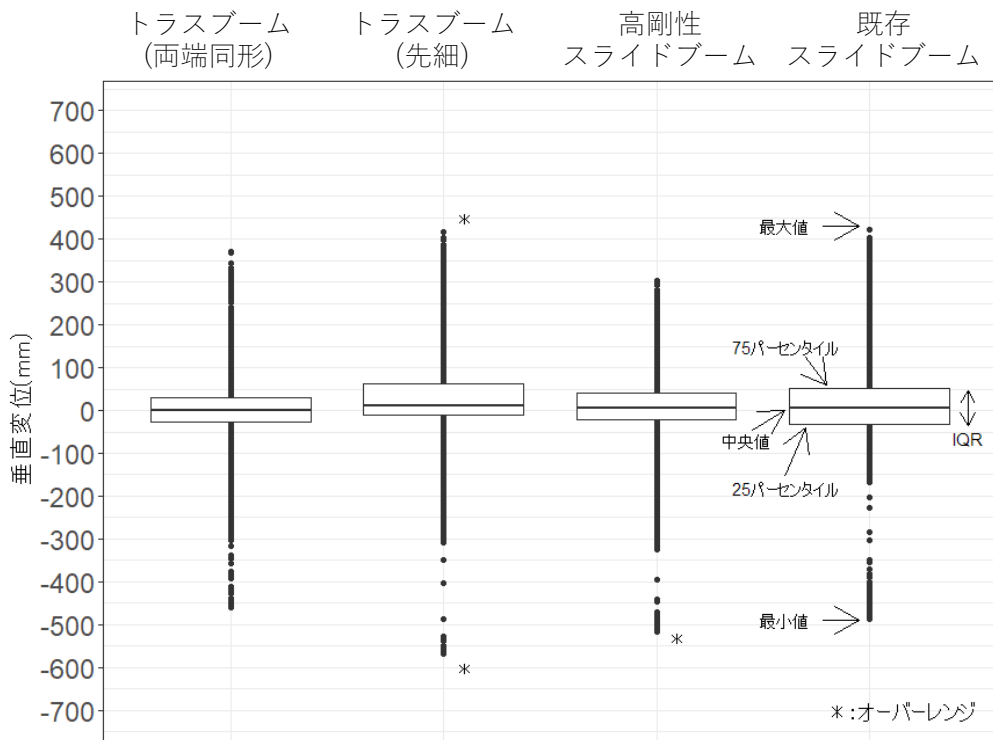 トラスブーム
(両端同形)
トラスブーム
(先細)
高剛性
スライドブーム
既存
スライドブーム
垂直変位(mm)
700
600
500
400
300
200
100
0
-100
-200
-300
-400
-500
-600
-700
*
*
*
最大値
75パーセンタイル
中央値
IQR
25パーセンタイル
最小値
*:オーバーレンジ